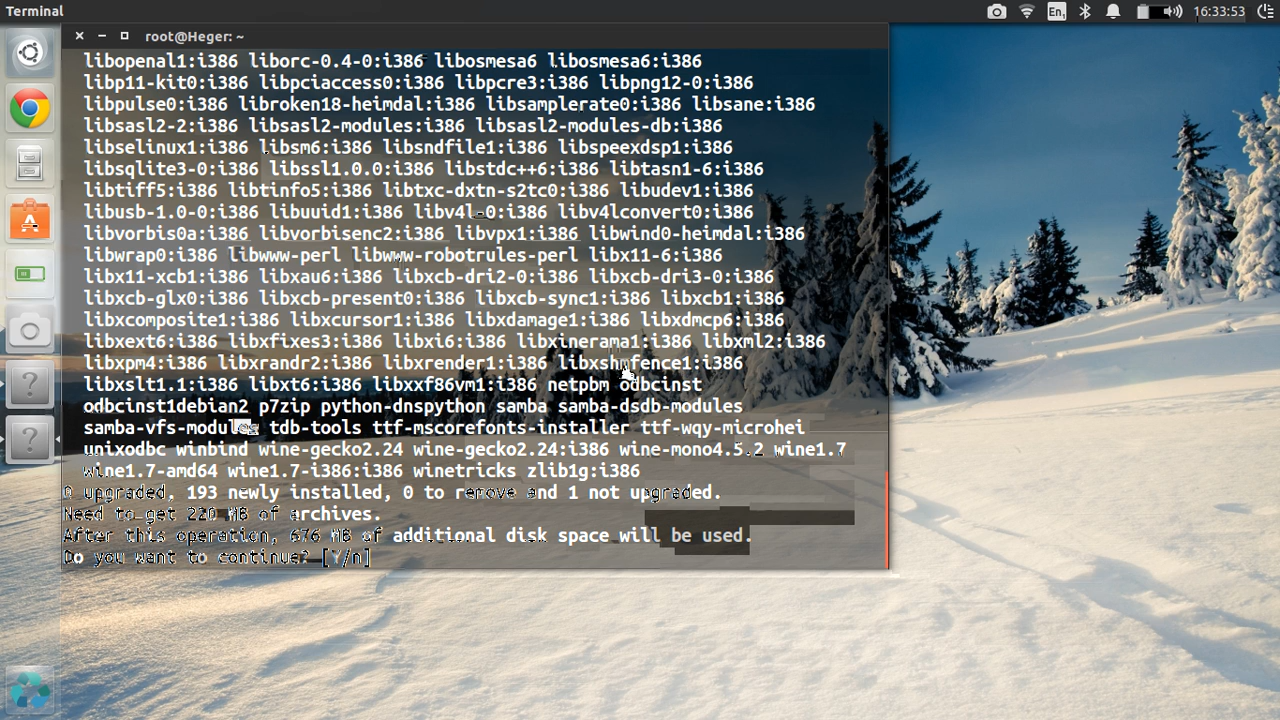 Terminal
En
16:33:53
root@Heger: ~
libopenal1:i386 liborc-0.4-0:i386 libosmesa6 libosmesa6:i386
libp11-kit0:i386 libpciaccess0:i386 libpcre3:i386 libpng12-0:i386
libpulse0:i386 libroken18-heimdal:i386 libsamplerate0:i386 libsane:i386
libsasl2-2:i386 libsasl2-modules:i386 libsasl2-modules-db:i386
libselinux1:i386 libsm6:i386 libsndfile1:i386 libspeexdsp1:i386
libsqlite3-0:i386 libssl1.0.0:i386 libstdc++6:i386 libtasn1-6:i386
libtiff5:i386 libtinfo5:i386 libtxc-dxtn-s2tc0:i386 libudev1:i386
libusb-1.0-0:i386 libuuid1:i386 libv4l-0:i386 libv4lconvert0:i386
libvorbis0a:i386 libvorbisenc2:i386 libvpx1:i386 libwind0-heimdal:i386
libwrap0:i386 libwww-perl libwww-robotrules-perl libx11-6:i386
libx11-xcb1:i386 libxau6:i386 libxcb-dri2-0:i386 libxcb-dri3-0:i386
libxcb-glx0:i386 libxcb-present0:i386 libxcb-sync1:i386 libxcb1:i386
libxcomposite1:i386 libxcursor1:i386 libxdamage1:i386 libxdmcp6:i386
libxext6:i386 libxfixes3:i386 libxi6:i386 libxinerama1:i386 libxml2:i386
libxpm4:i386 libxrandr2:i386 libxrender1:i386 libxshmfence1:i386
libxslt1.1:i386 libxt6:i386 libxxf86vm1:i386 netpbm odbcinst
odbcinst1debian2 p7zip python-dnspython samba samba-dsdb-modules
samba-vfs-modules tdb-tools ttf-mscorefonts-installer ttf-wqy-microhei
unixodbc winbind wine-gecko2.24 wine-gecko2.24:i386 wine-mono4.5.2 wine1.7
wine1.7-amd64 wine1.7-i386:i386 winetricks zlib1g:i386
0 upgraded, 193 newly installed, 0 to remove and 1 not upgraded.
Need to get 220 MB of archives.
After this operation, 676 MB of additional disk space will be used.
Do you want to continue? [Y/n]